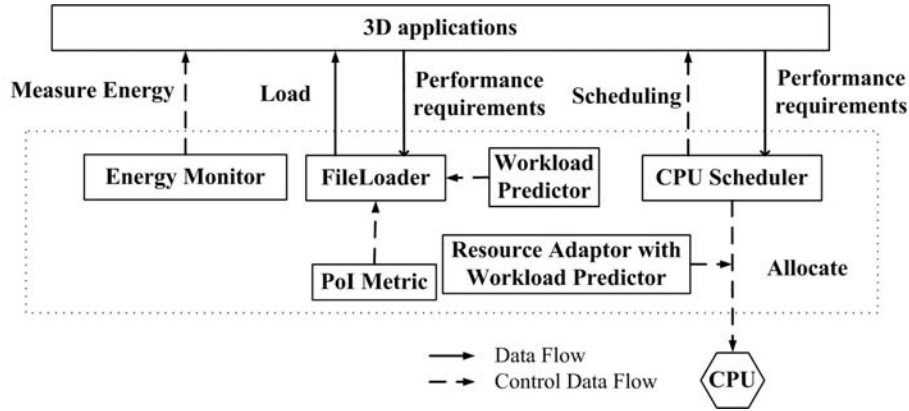 3D applications
Measure Energy
Load
Performance
requirements
Scheduling
Performance
requirements
Energy Monitor
FileLoader
Workload
Predictor
CPU Scheduler
PoI Metric
Resource Adaptor with
Workload Predictor
Allocate
Data Flow
Control Data Flow
CPU